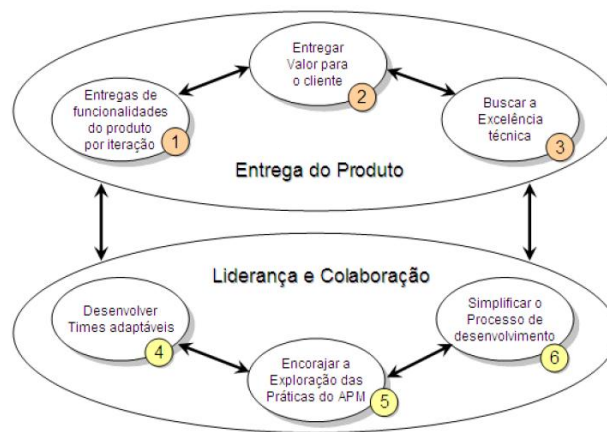 Entregar
Valor para
o cliente
2
Entregas de
funcionalidades
do produto
por iteração
1
Buscar a
Excelência
técnica
3
Entrega do Produto
Liderança e Colaboração
Desenvolver
Times adaptáveis
4
Encorajar a
Exploração das
Práticas do APM
5
Simplificar o
Processo de
desenvolvimento
6